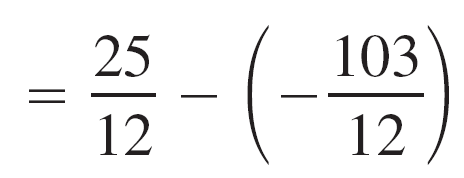 = 25/12 − (−103/12)